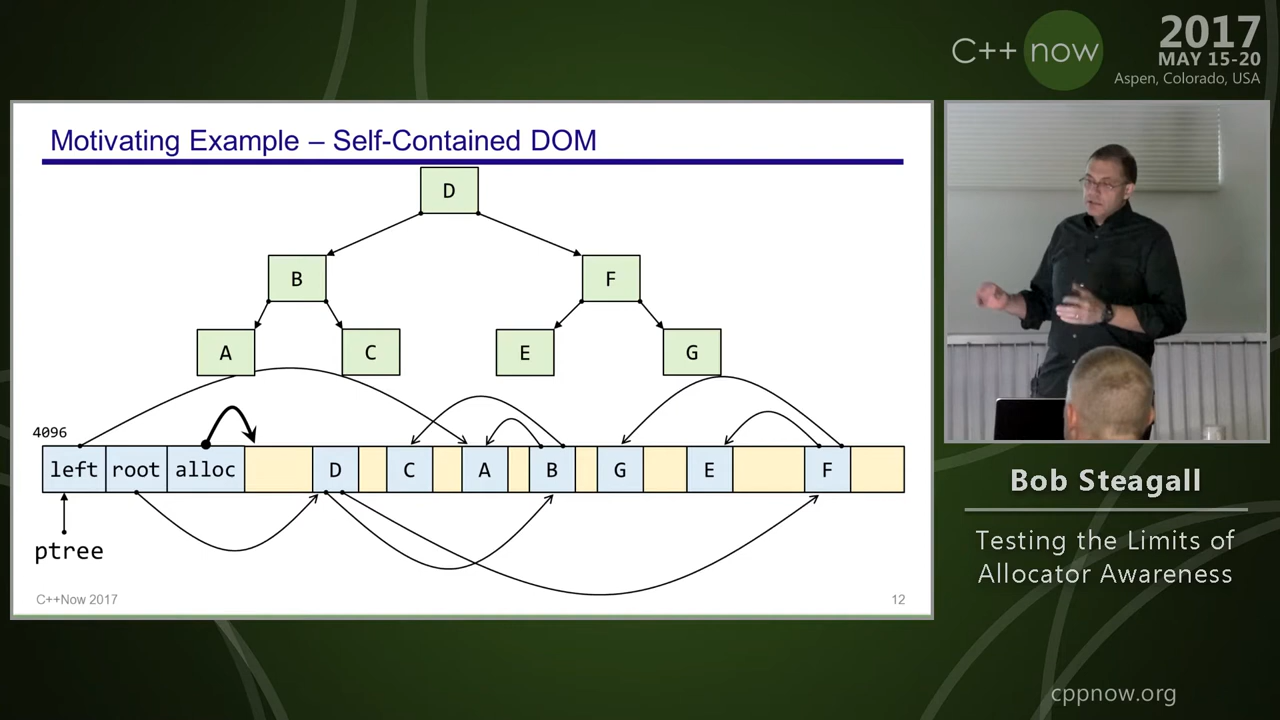 C++ now
2017
MAY 15-20
Aspen, Colorado, USA
Motivating Example – Self-Contained DOM
D
B
F
A
C
E
G
4096
left root alloc D C A B G E F
ptree
C++Now 2017
12
Bob Steagall
Testing the Limits of
Allocator Awareness
cppnow.org